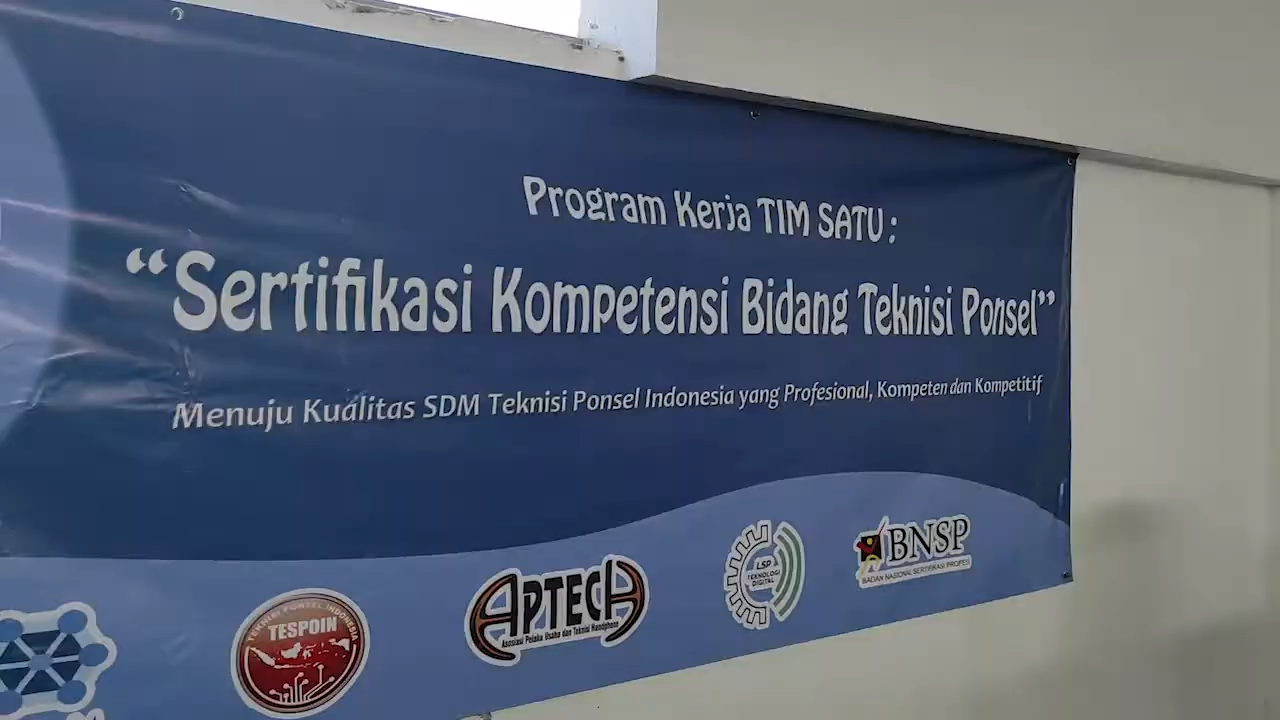 Program Kerja TIM SATU :
“Sertifikasi Kompetensi Bidang Teknisi Ponsel”
Menuju Kualitas SDM Teknisi Ponsel Indonesia yang Profesional, Kompeten dan Kompetitif
TEKNISI PONSEL INDONESIA
TESPOIN
APTECH
Asosiasi Pelaku Usaha dan Teknisi Handphone
LSP
TEKNOLOGI
DIGITAL
BNSP
BADAN NASIONAL SERTIFIKASI PROFESI